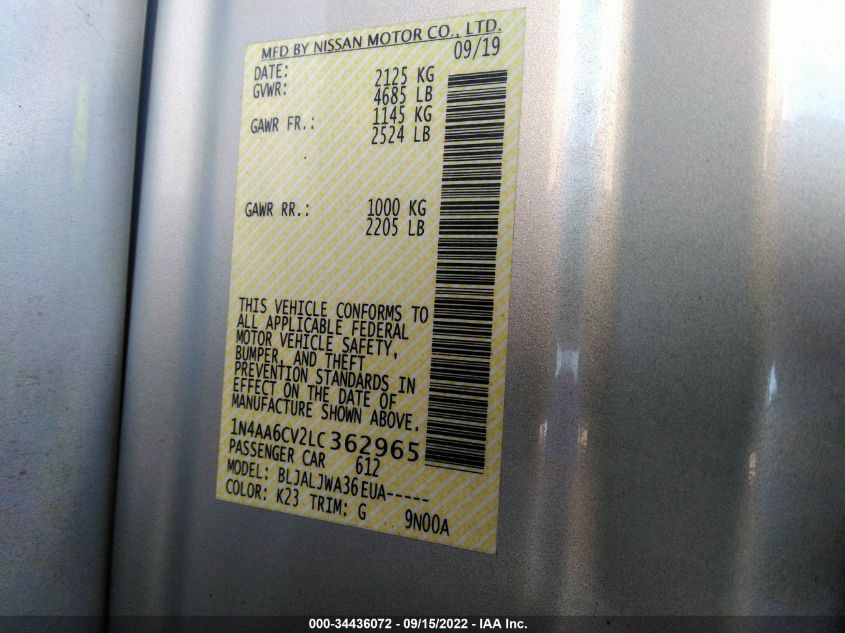 MFD BY NISSAN MOTOR CO., LTD.
DATE: 09/19
GVWR: 2125 KG
4685 LB
GAWR FR.: 1145 KG
2524 LB
GAWR RR.: 1000 KG
2205 LB
THIS VEHICLE CONFORMS TO
ALL APPLICABLE FEDERAL
MOTOR VEHICLE SAFETY,
BUMPER, AND THEFT
PREVENTION STANDARDS IN
EFFECT ON THE DATE OF
MANUFACTURE SHOWN ABOVE.
1N4AA6CV2LC362965
PASSENGER CAR 612
MODEL: BLJALJWA36EUA-----
COLOR: K23 TRIM: G 9N00A
000-34436072 - 09/15/2022 - IAA Inc.